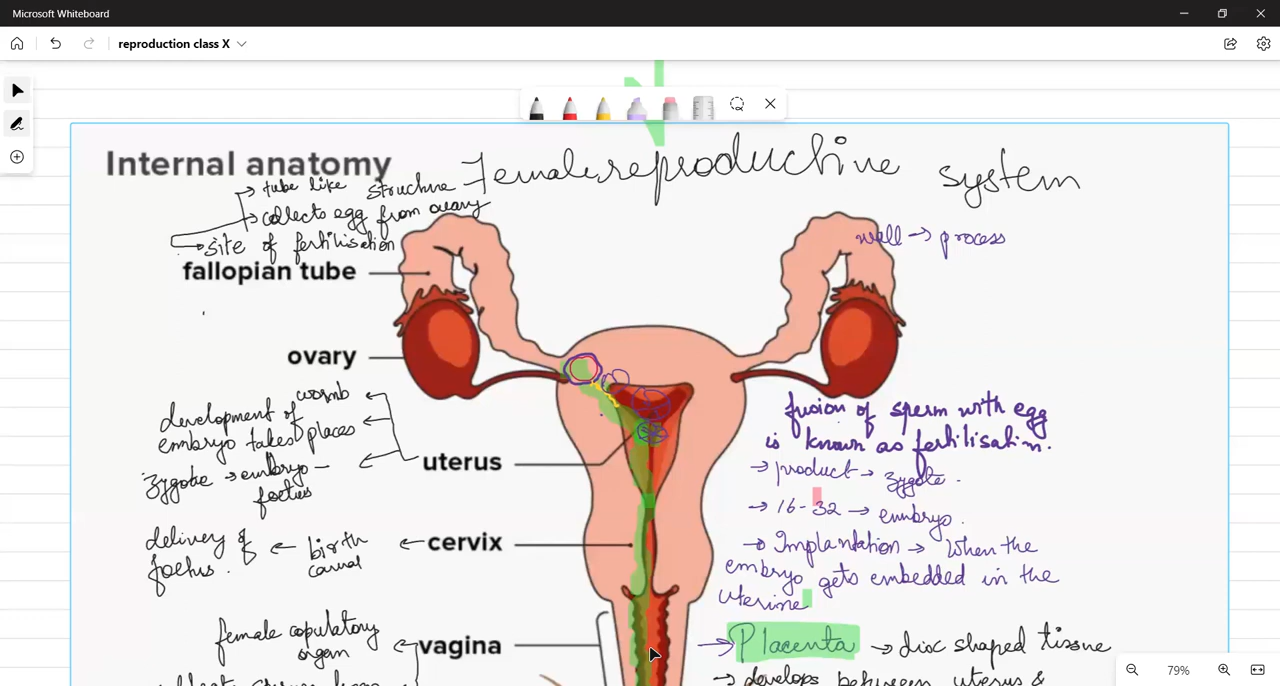 Microsoft Whiteboard
reproduction class X
Internal anatomy
Female reproductive system
→ tube like structure
→ collects egg from ovary
→ site of fertilisation
fallopian tube
well → process
ovary
womb
development of
embryo takes places
zygote → embryo –
foetus
uterus
fusion of sperm with egg
is known as fertilisation.
→ product → zygote.
→ 16-32 → embryo.
→ Implantation → When the
embryo gets embedded in the
uterine
delivery of
foetus. ← birth
canal
← cervix
female copulatory
organ
vagina
→ Placenta → disc shaped tissue
→ develops between uterus &
79%